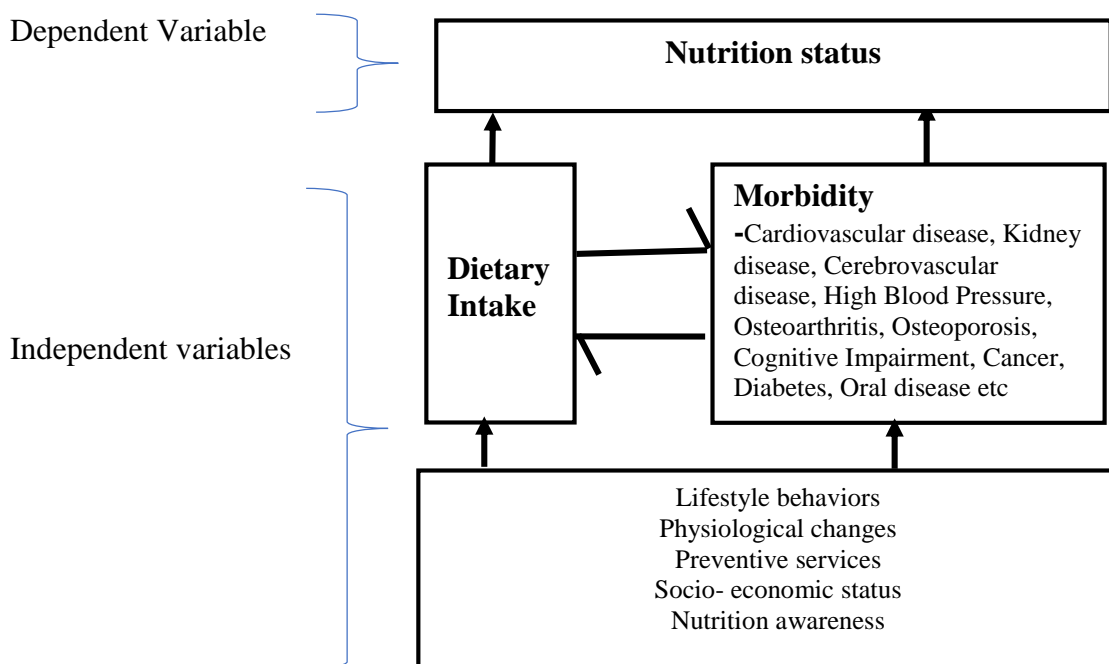 Dependent Variable
Nutrition status
Independent variables
Dietary
Intake
Morbidity
-Cardiovascular disease, Kidney
disease, Cerebrovascular
disease, High Blood Pressure,
Osteoarthritis, Osteoporosis,
Cognitive Impairment, Cancer,
Diabetes, Oral disease etc
Lifestyle behaviors
Physiological changes
Preventive services
Socio- economic status
Nutrition awareness